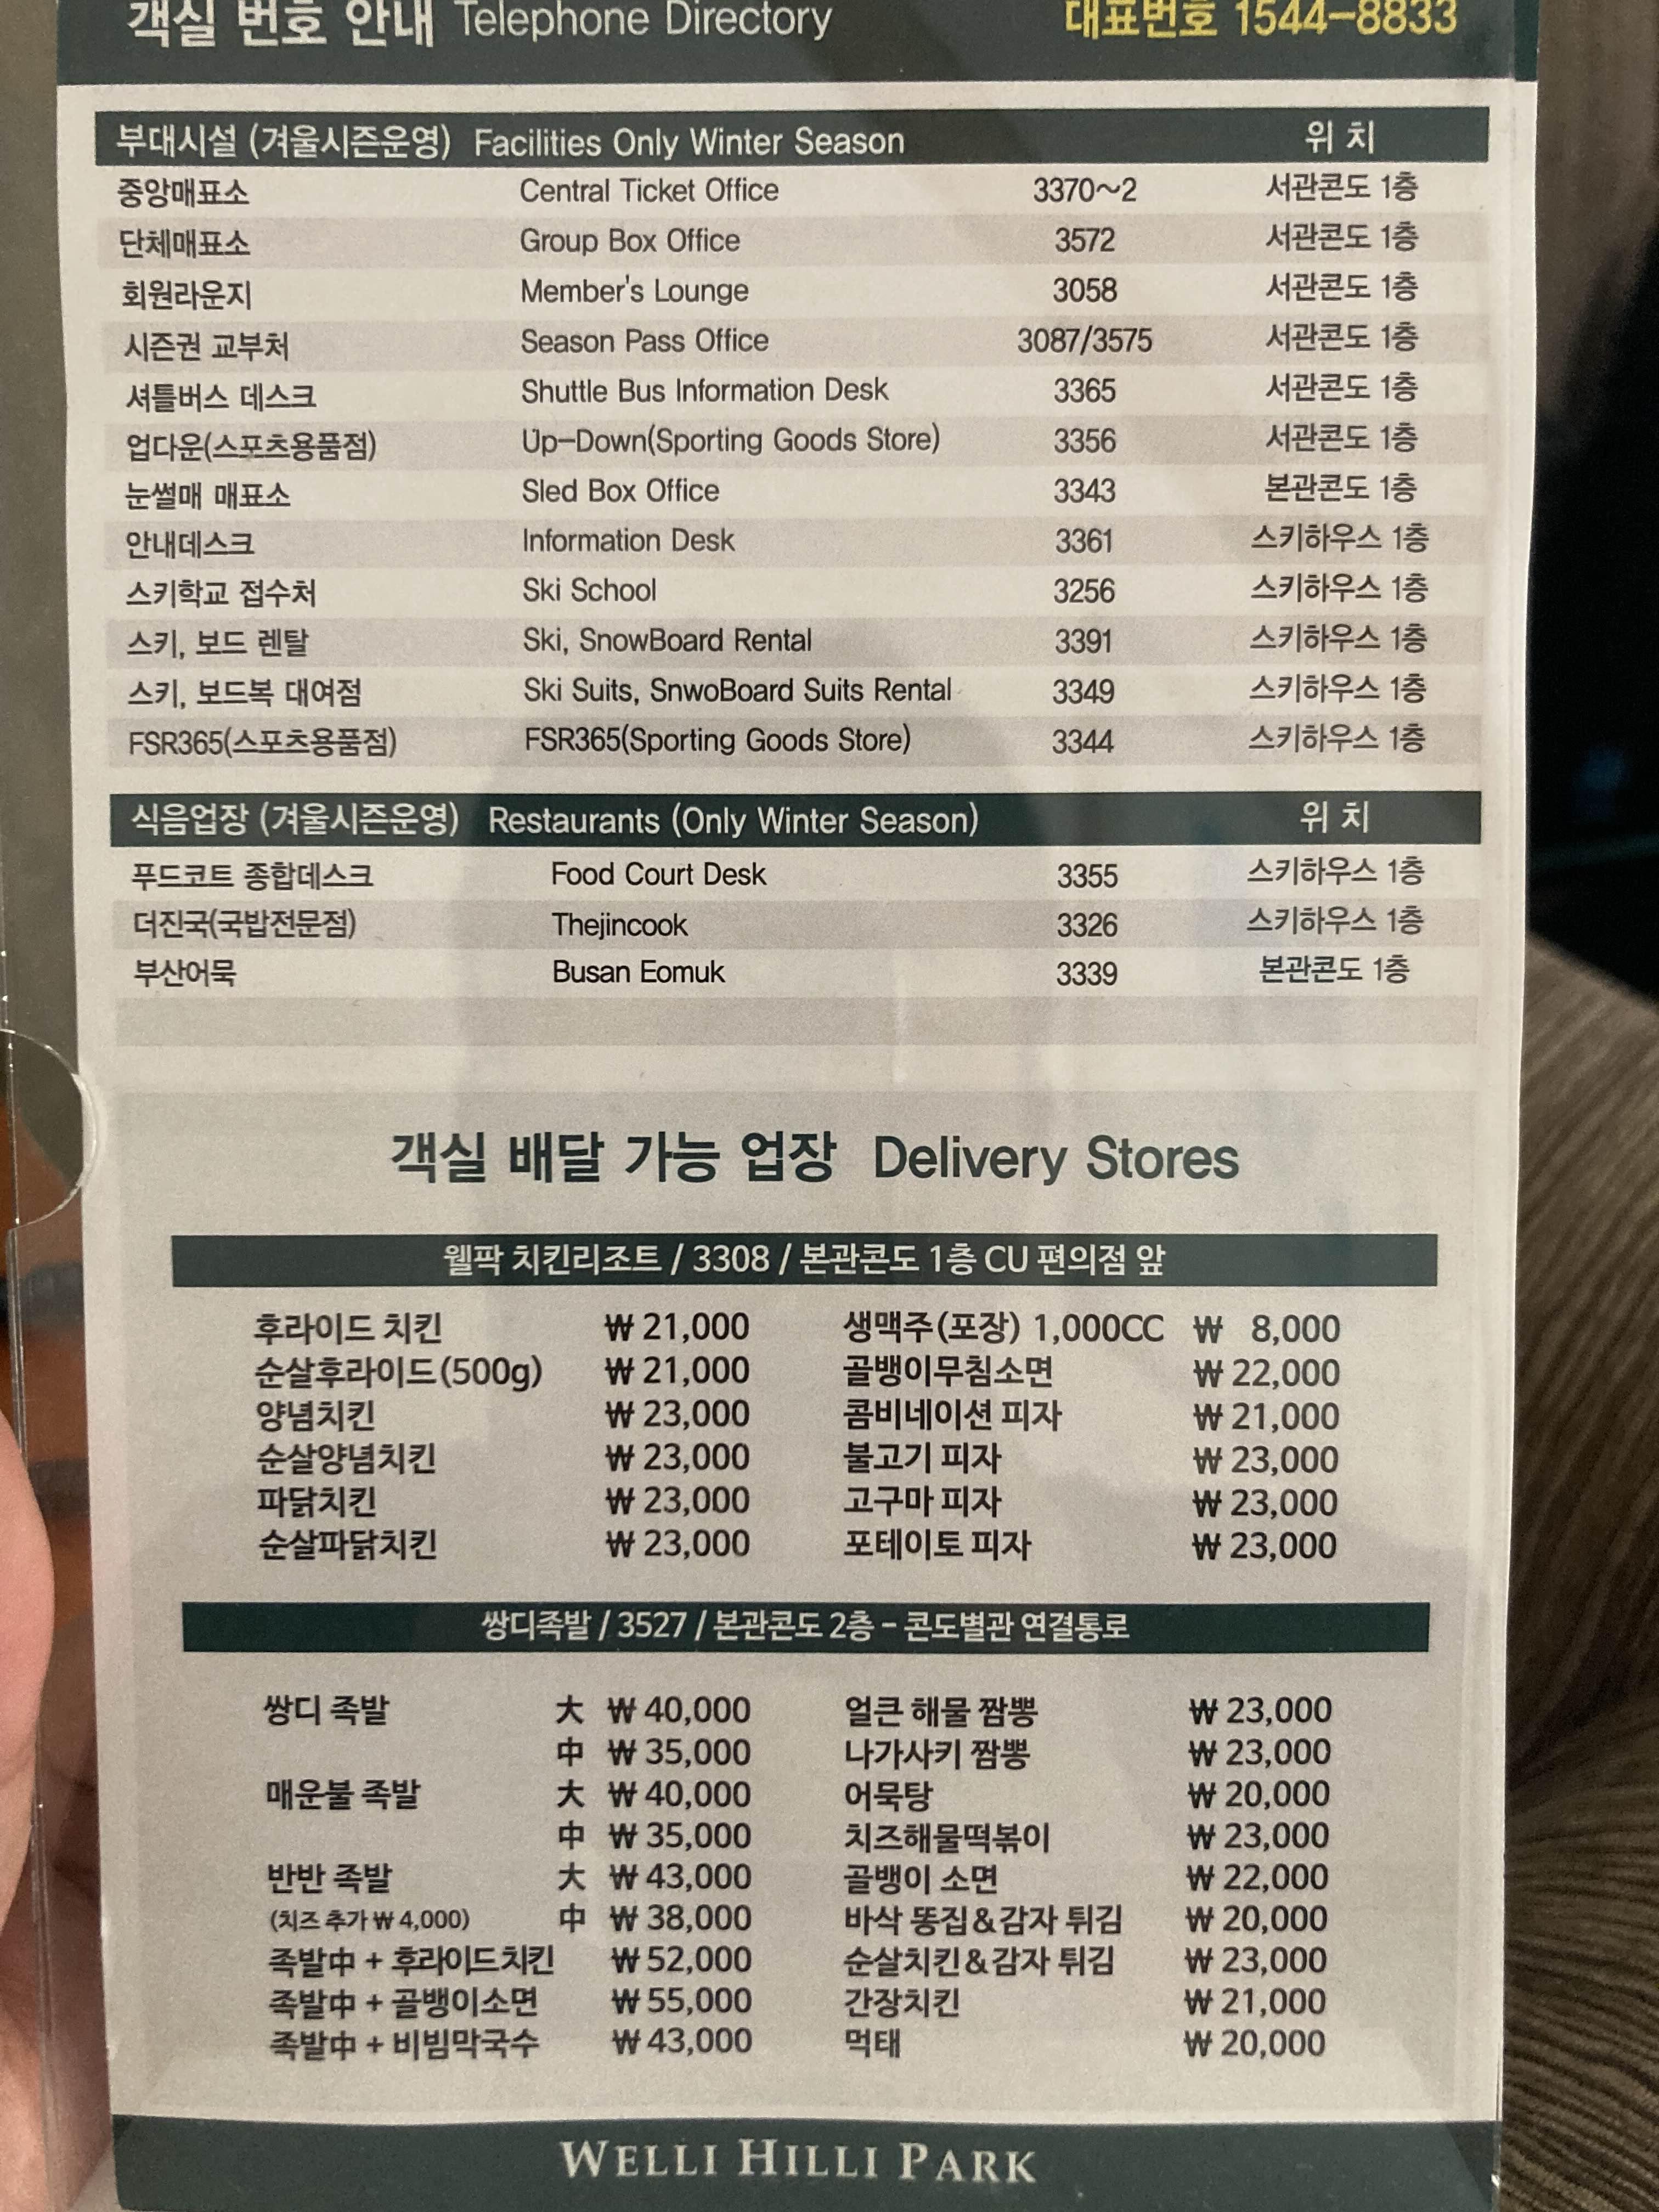 객실 번호 안내 Telephone Directory 대표번호 1544-8833
부대시설 (겨울시즌운영) Facilities Only Winter Season 위 치
중앙매표소 Central Ticket Office 3370~2 서관콘도 1층
단체매표소 Group Box Office 3572 서관콘도 1층
회원라운지 Member's Lounge 3058 서관콘도 1층
시즌권 교부처 Season Pass Office 3087/3575 서관콘도 1층
셔틀버스 데스크 Shuttle Bus Information Desk 3365 서관콘도 1층
업다운(스포츠용품점) Up-Down(Sporting Goods Store) 3356 서관콘도 1층
눈썰매 매표소 Sled Box Office 3343 본관콘도 1층
안내데스크 Information Desk 3361 스키하우스 1층
스키학교 접수처 Ski School 3256 스키하우스 1층
스키, 보드 렌탈 Ski, SnowBoard Rental 3391 스키하우스 1층
스키, 보드복 대여점 Ski Suits, SnwoBoard Suits Rental 3349 스키하우스 1층
FSR365(스포츠용품점) FSR365(Sporting Goods Store) 3344 스키하우스 1층
식음업장 (겨울시즌운영) Restaurants (Only Winter Season) 위 치
푸드코트 종합데스크 Food Court Desk 3355 스키하우스 1층
더진국(국밥전문점) Thejincook 3326 스키하우스 1층
부산어묵 Busan Eomuk 3339 본관콘도 1층
객실 배달 가능 업장 Delivery Stores
웰팍 치킨리조트 / 3308 / 본관콘도 1층 CU 편의점 앞
후라이드 치킨 ₩ 21,000 생맥주(포장) 1,000CC ₩ 8,000
순살후라이드(500g) ₩ 21,000 골뱅이무침소면 ₩ 22,000
양념치킨 ₩ 23,000 콤비네이션 피자 ₩ 21,000
순살양념치킨 ₩ 23,000 불고기 피자 ₩ 23,000
파닭치킨 ₩ 23,000 고구마 피자 ₩ 23,000
순살파닭치킨 ₩ 23,000 포테이토 피자 ₩ 23,000
쌍디족발 / 3527 / 본관콘도 2층 - 콘도별관 연결통로
쌍디 족발 大 ₩ 40,000 얼큰 해물 짬뽕 ₩ 23,000
中 ₩ 35,000 나가사키 짬뽕 ₩ 23,000
매운불 족발 大 ₩ 40,000 어묵탕 ₩ 20,000
中 ₩ 35,000 치즈해물떡볶이 ₩ 23,000
반반 족발 大 ₩ 43,000 골뱅이 소면 ₩ 22,000
(치즈 추가 ₩ 4,000) 中 ₩ 38,000 바삭 똥집&감자 튀김 ₩ 20,000
족발中 + 후라이드치킨 ₩ 52,000 순살치킨&감자 튀김 ₩ 23,000
족발中 + 골뱅이소면 ₩ 55,000 간장치킨 ₩ 21,000
족발中 + 비빔막국수 ₩ 43,000 먹태 ₩ 20,000
WELLI HILLI PARK